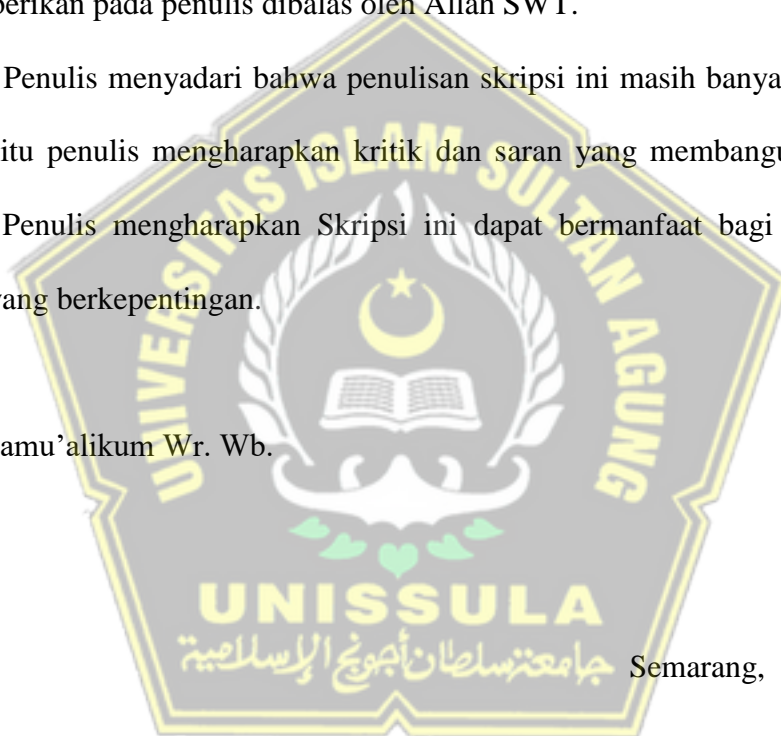 berikan pada penulis dibalas oleh Allah SWT.
Penulis menyadari bahwa penulisan skripsi ini masih banya
itu penulis mengharapkan kritik dan saran yang membangu
Penulis mengharapkan Skripsi ini dapat bermanfaat bagi
yang berkepentingan.
amu’alikum Wr. Wb.
UNIVERSITAS ISLAM SULTAN AGUNG
UNISSULA
جامعتسلطان أجونج الإسلامية
Semarang,